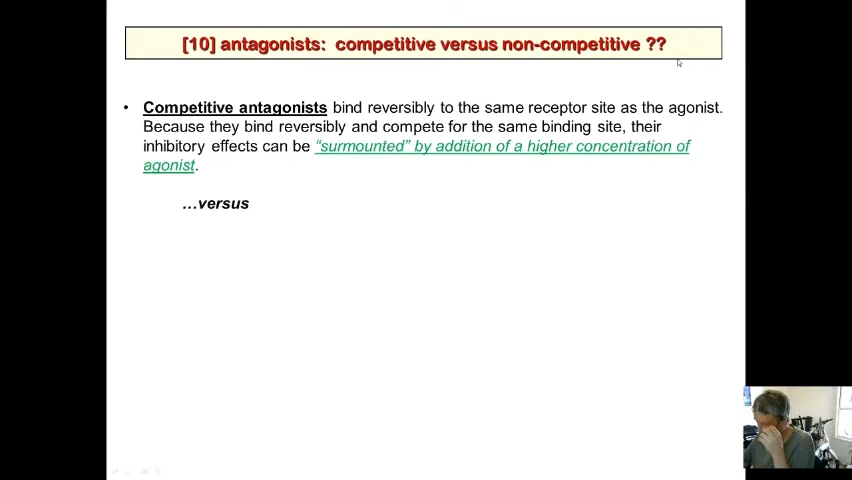 [10] antagonists: competitive versus non-competitive ??
• Competitive antagonists bind reversibly to the same receptor site as the agonist.
Because they bind reversibly and compete for the same binding site, their
inhibitory effects can be “surmounted” by addition of a higher concentration of
agonist.
…versus